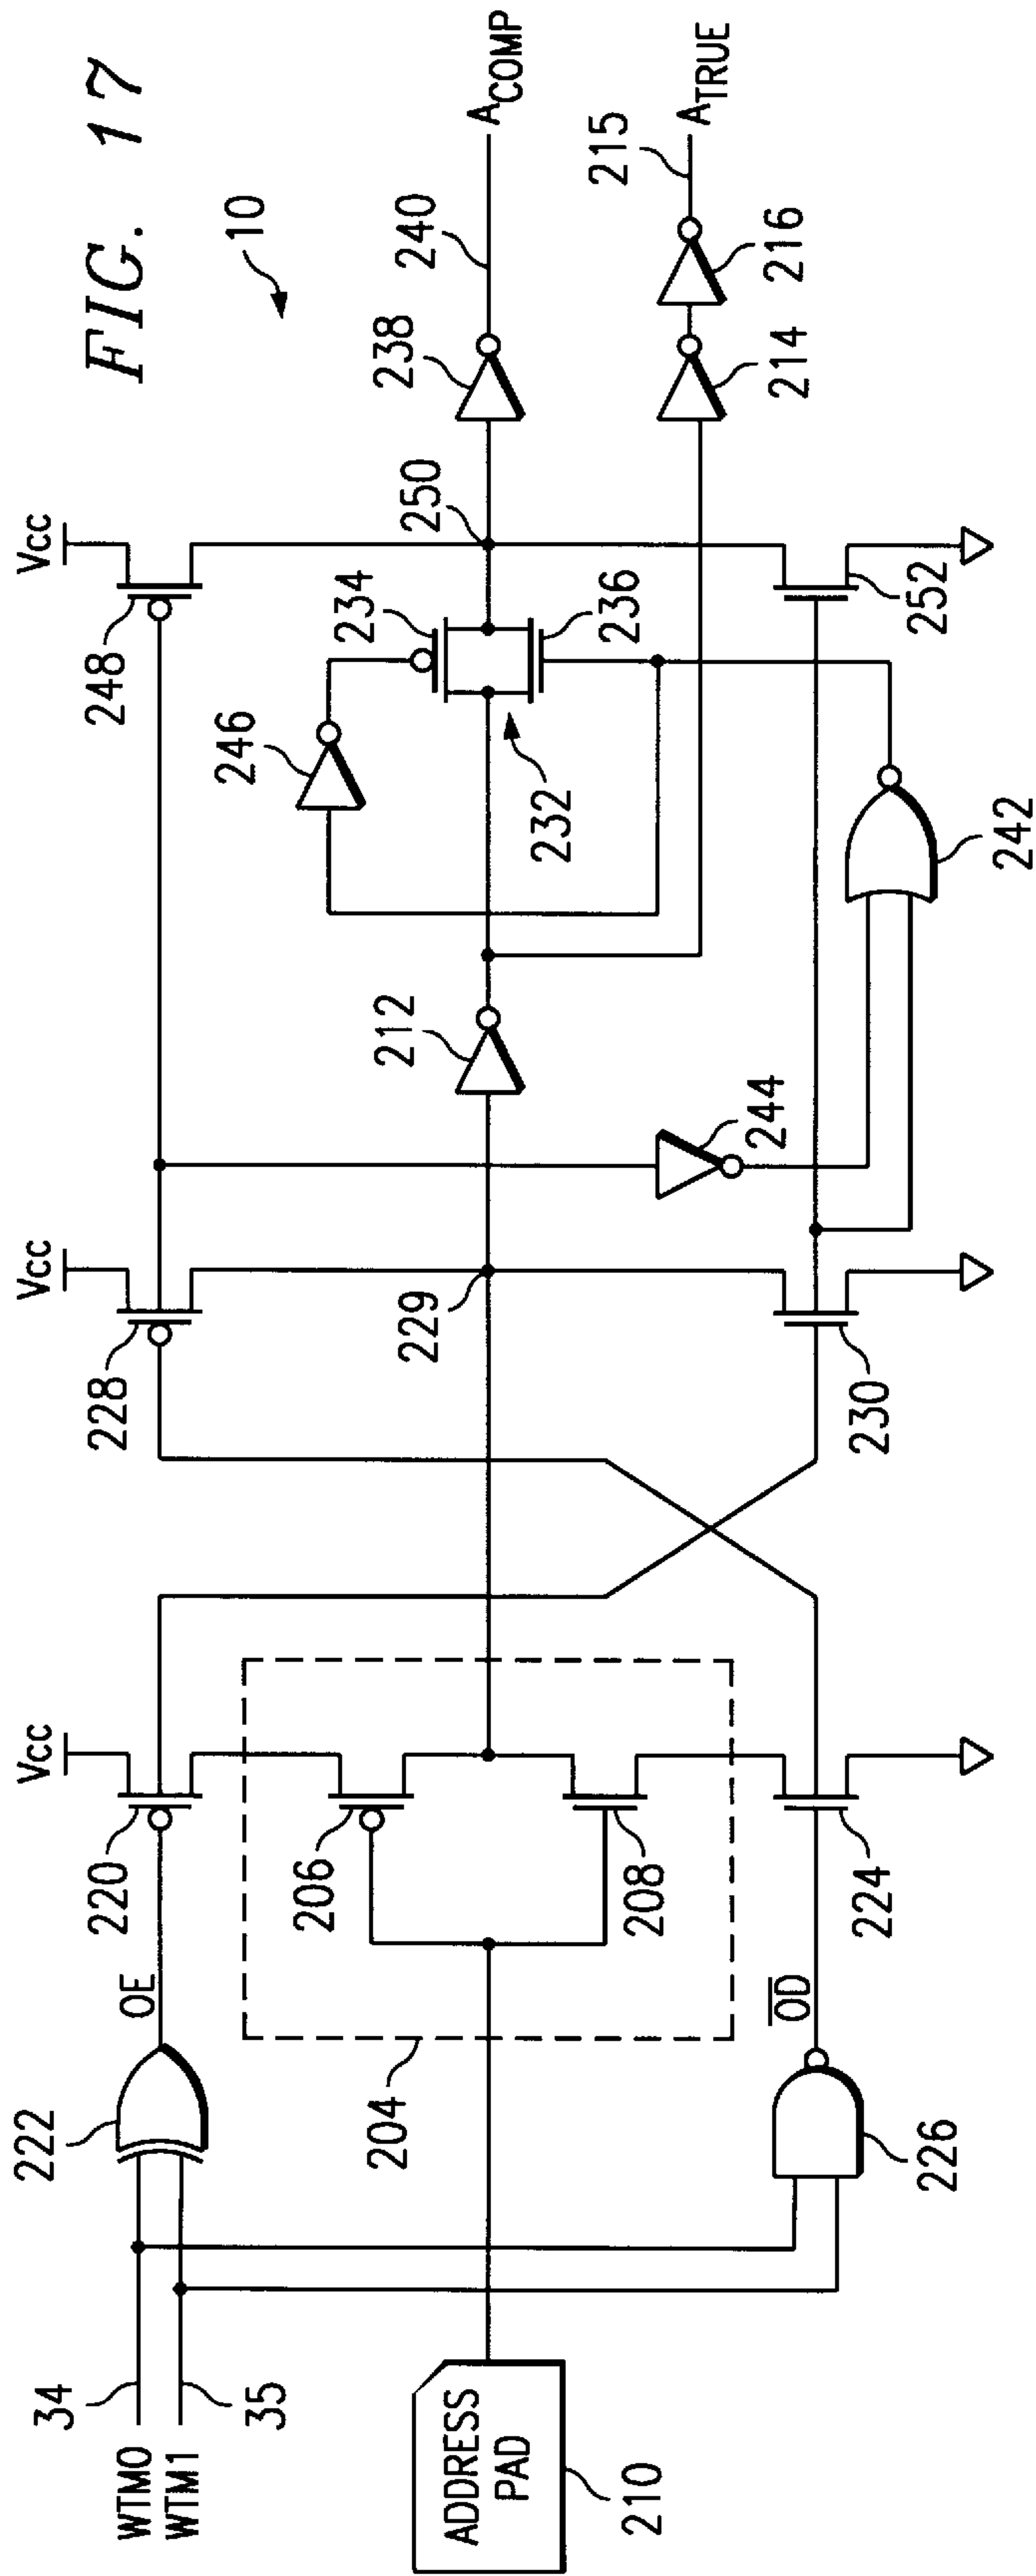 FIG. 17
10
WTM0
34
WTM1
35
222
OE
220
Vcc
228
Vcc
248
Vcc
ADDRESS
PAD
210
204
206
208
229
212
246
232
234
236
250
238
240
ACOMP
226
OD
224
230
244
242
252
214
216
215
ATRUE